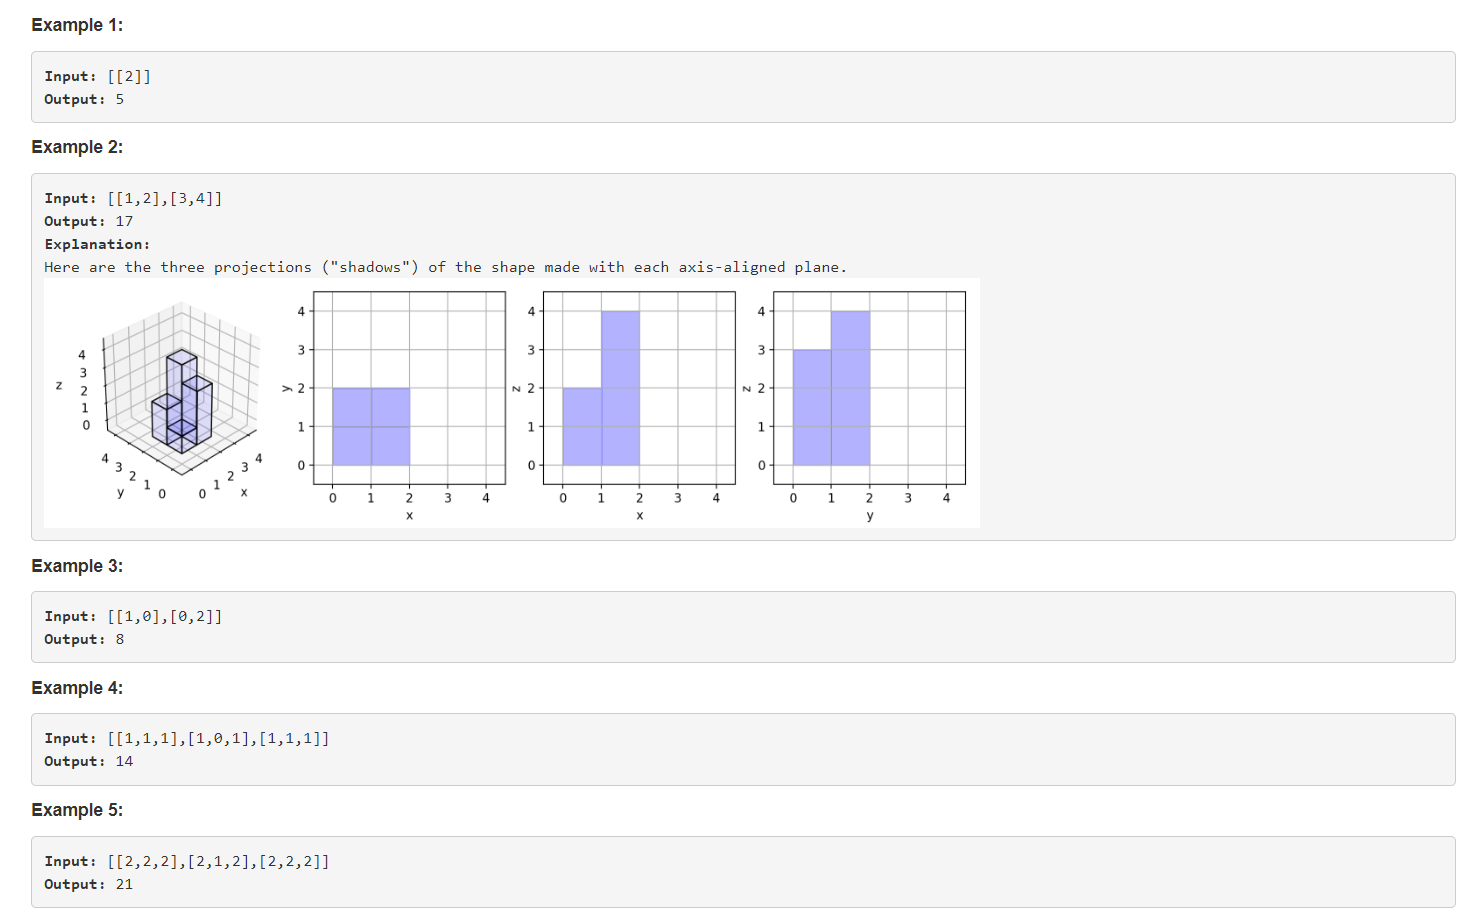 Example 1:
Input: [[2]]
Output: 5
Example 2:
Input: [[1,2],[3,4]]
Output: 17
Explanation:
Here are the three projections ("shadows") of the shape made with each axis-aligned plane.
4
3
2
1
0
z
4
3
2
1
0
y
0
1
2
3
4
x
4
3
2
1
0
y
0 1 2 3 4
x
4
3
2
1
0
z
0 1 2 3 4
x
4
3
2
1
0
z
0 1 2 3 4
y
Example 3:
Input: [[1,0],[0,2]]
Output: 8
Example 4:
Input: [[1,1,1],[1,0,1],[1,1,1]]
Output: 14
Example 5:
Input: [[2,2,2],[2,1,2],[2,2,2]]
Output: 21